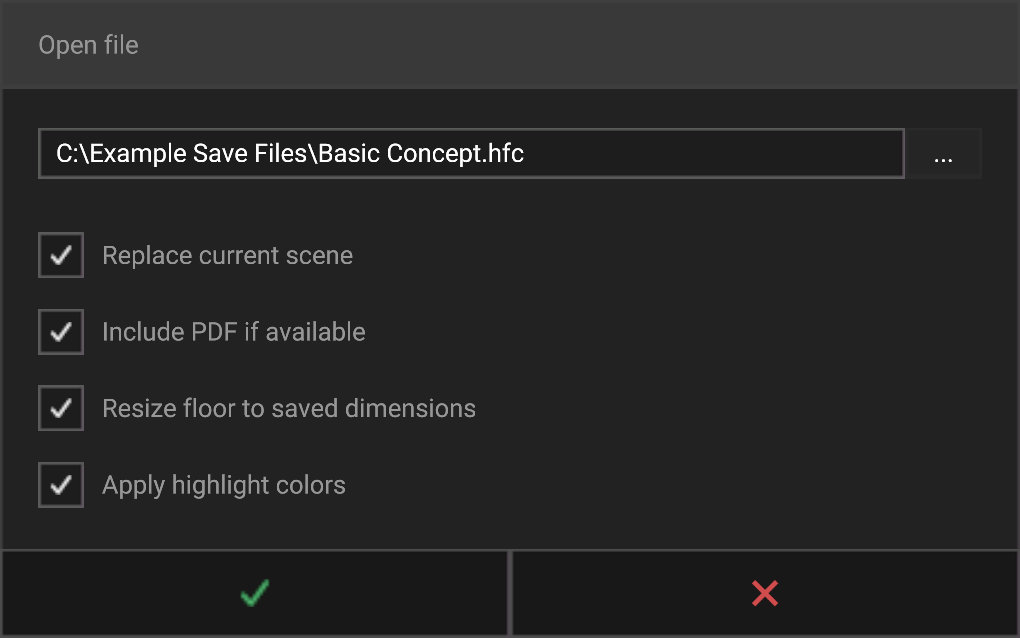 Open file
C:\Example Save Files\Basic Concept.hfc
...
Replace current scene
Include PDF if available
Resize floor to saved dimensions
Apply highlight colors